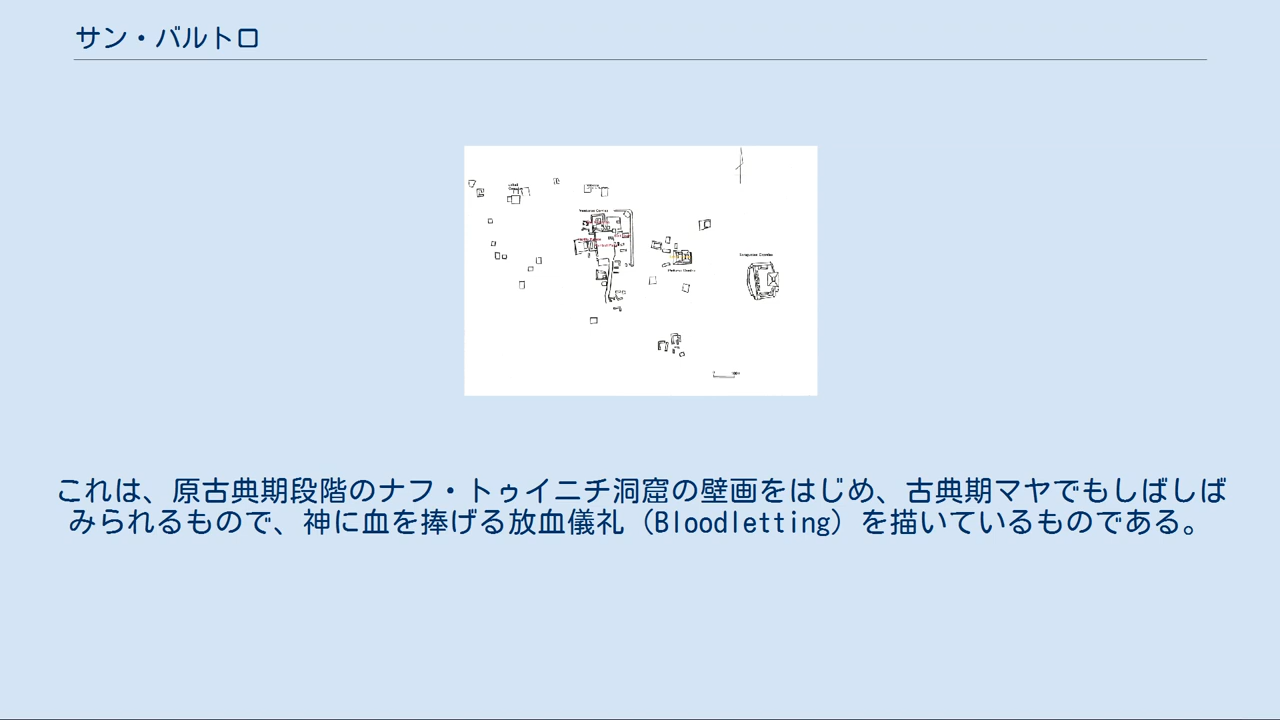 サン・バルトロ
これは、原古典期段階のナフ・トゥイニチ洞窟の壁画をはじめ、古典期マヤでもしばしば
みられるもので、神に血を捧げる放血儀礼（Bloodletting）を描いているものである。